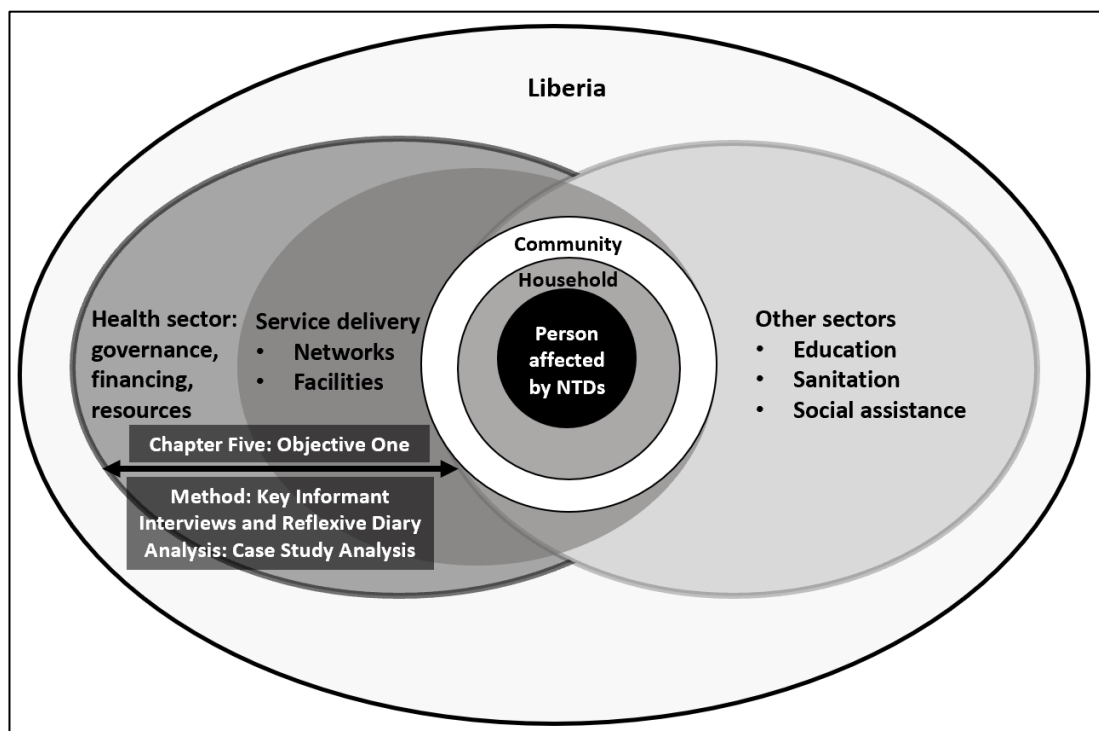 Liberia
Community
Household
Person
affected
by NTDs
Health sector:
governance,
financing,
resources
Service delivery
• Networks
• Facilities
Other sectors
• Education
• Sanitation
• Social assistance
Chapter Five: Objective One
Method: Key Informant
Interviews and Reflexive Diary
Analysis: Case Study Analysis